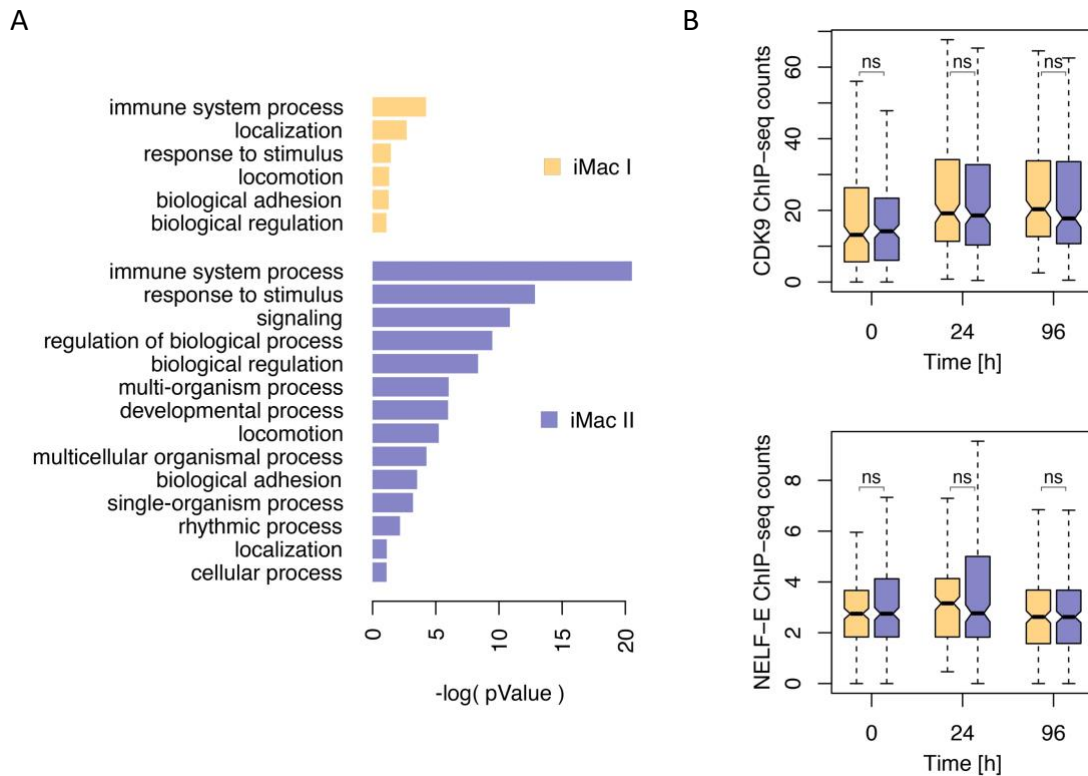 A
immune system process
localization
response to stimulus
locomotion
biological adhesion
biological regulation
iMac I
immune system process
response to stimulus
signaling
regulation of biological process
biological regulation
multi-organism process
developmental process
locomotion
multicellular organismal process
biological adhesion
single-organism process
rhythmic process
localization
cellular process
iMac II
0 5 10 15 20
-log( pValue )
B
CDK9 ChIP−seq counts
0 20 40 60
ns ns ns
0 24 96
Time [h]
NELF−E ChIP−seq counts
0 2 4 6 8
ns ns ns
0 24 96
Time [h]